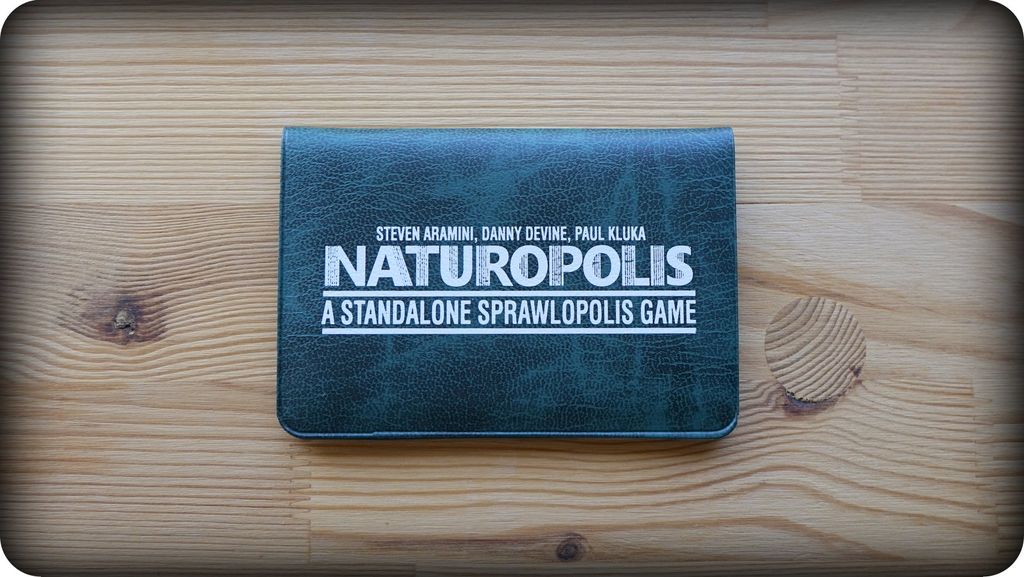 STEVEN ARAMINI, DANNY DEVINE, PAUL KLUKA
NATUROPOLIS
A STANDALONE SPRAWLOPOLIS GAME